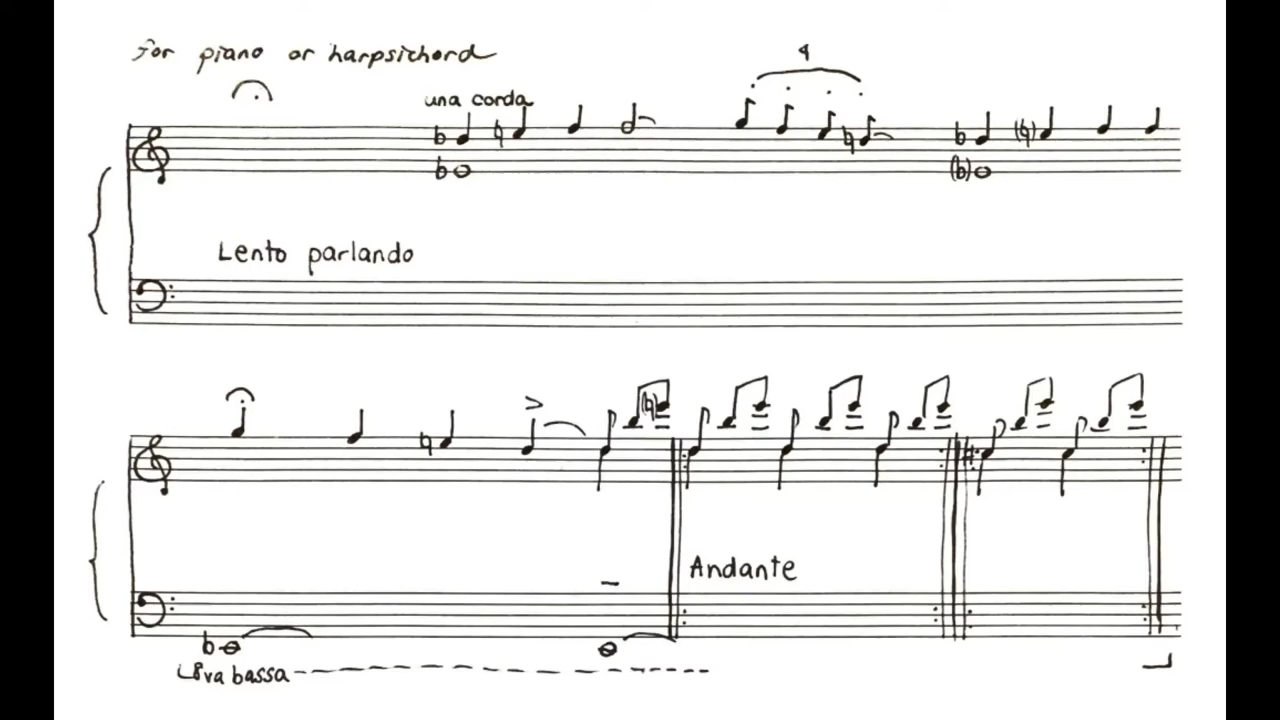 For piano or harpsichord
una corda
4
Lento parlando
Andante
8va bassa